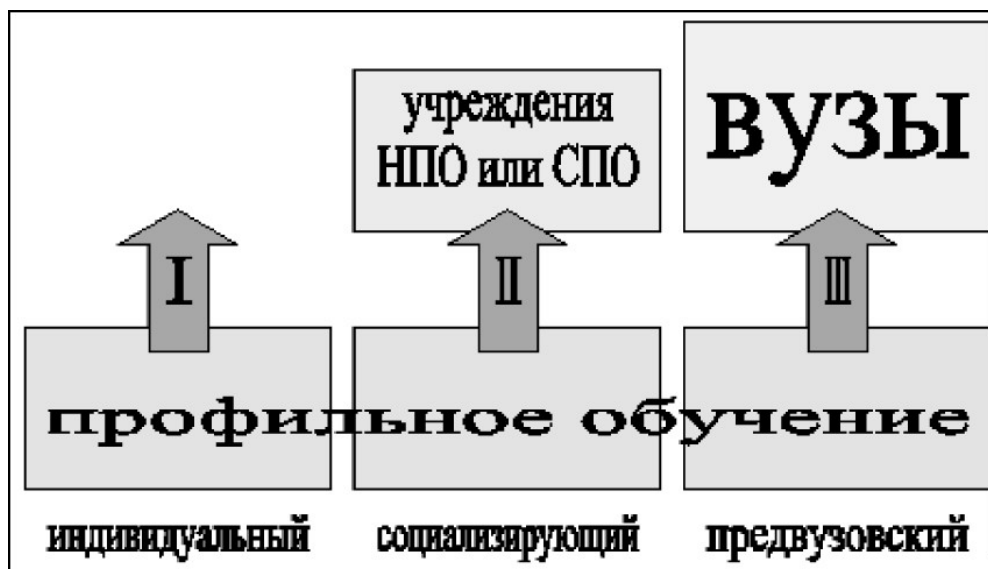 учреждения
НПО или СПО
ВУЗЫ
I II III
профильное обучение
индивидуальный социализирующий предвузовский